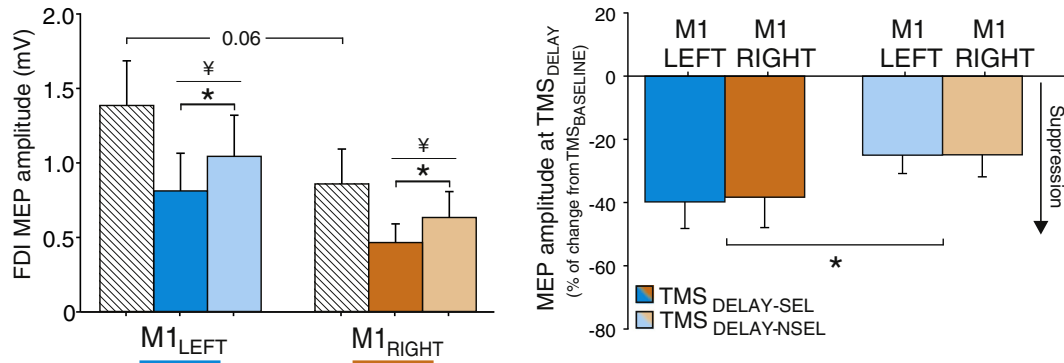 FDI MEP amplitude (mV)
2.0
1.5
1.0
0.5
0
0.06
¥
*
¥
*
M1LEFT
M1RIGHT
MEP amplitude at TMSDELAY
(% of change from TMSBASELINE)
M1 LEFT
M1 RIGHT
M1 LEFT
M1 RIGHT
0
-20
-40
-60
-80
*
Suppression
TMS DELAY-SEL
TMS DELAY-NSEL